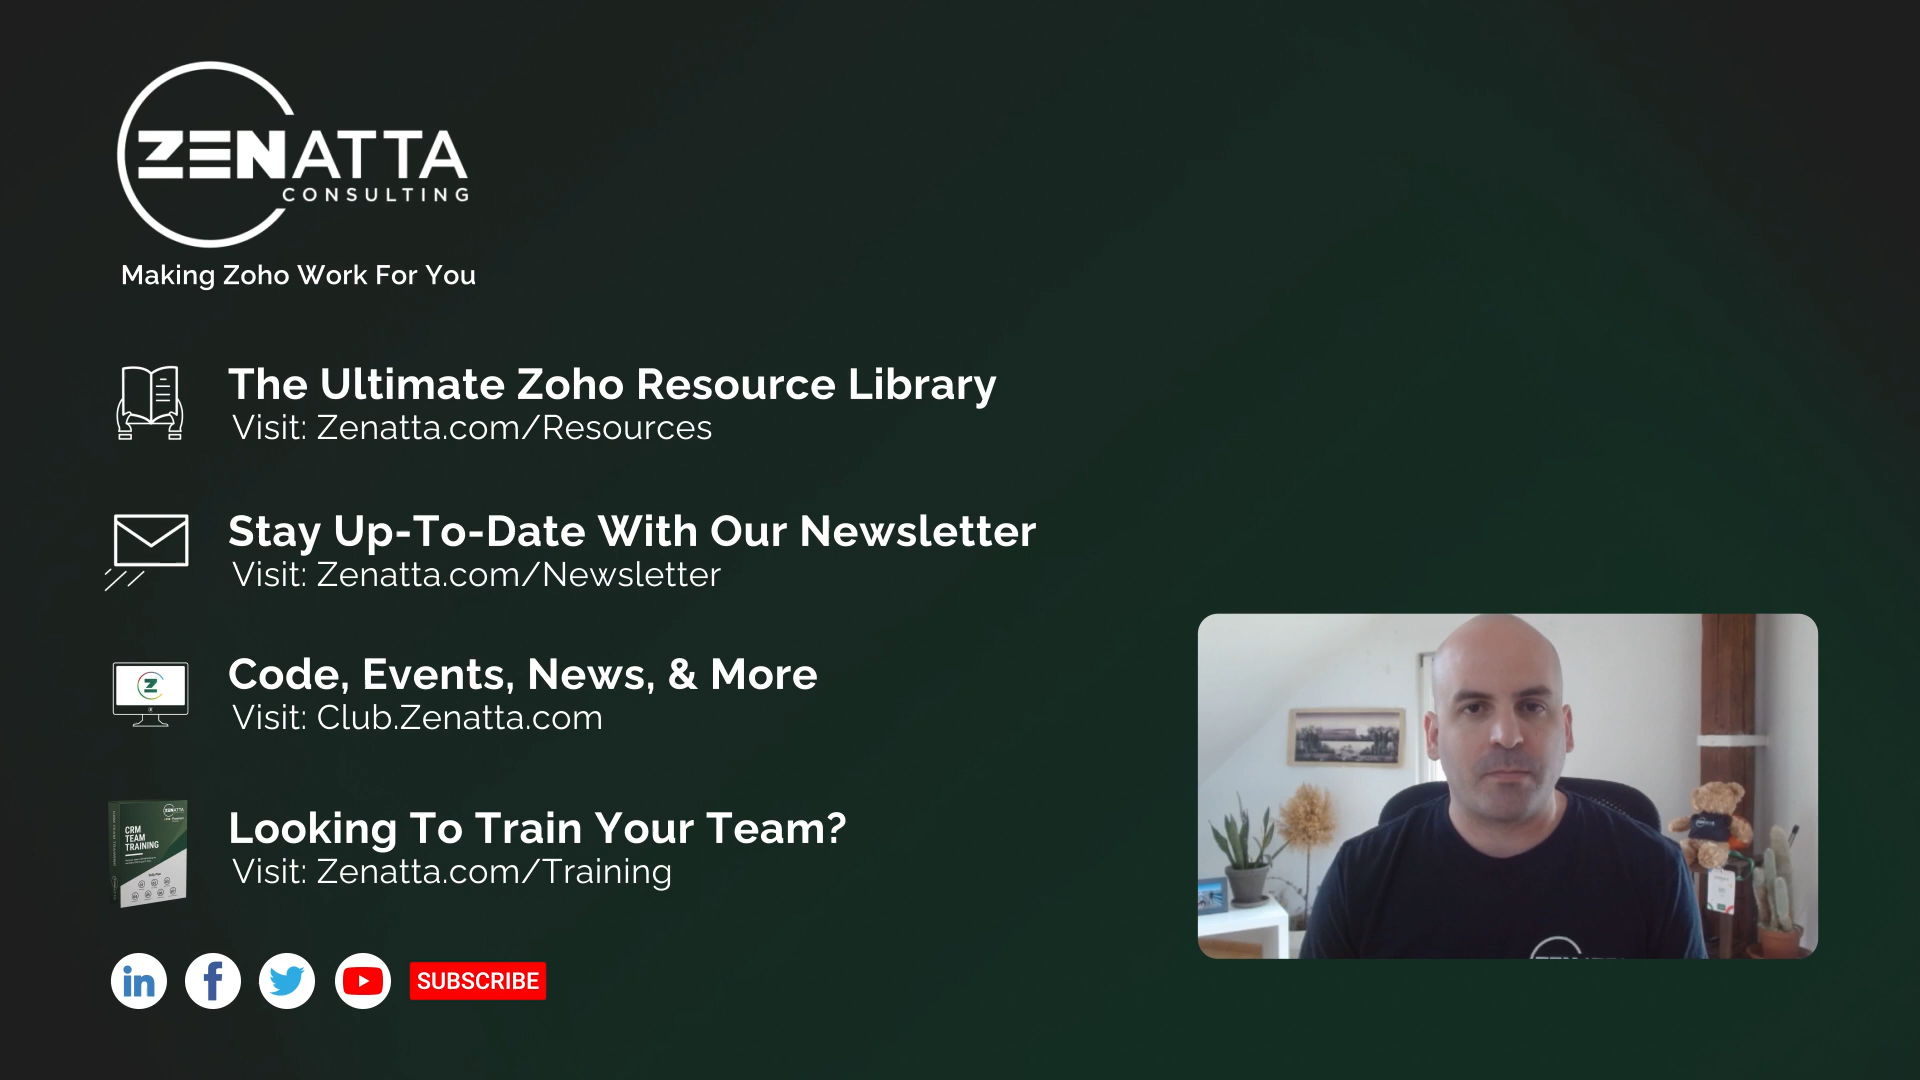 ZENATTA
CONSULTING
Making Zoho Work For You
The Ultimate Zoho Resource Library
Visit: Zenatta.com/Resources
Stay Up-To-Date With Our Newsletter
Visit: Zenatta.com/Newsletter
Code, Events, News, & More
Visit: Club.Zenatta.com
ZENATTA
CRM
TEAM
TRAINING
Looking To Train Your Team?
Visit: Zenatta.com/Training
in
f
SUBSCRIBE